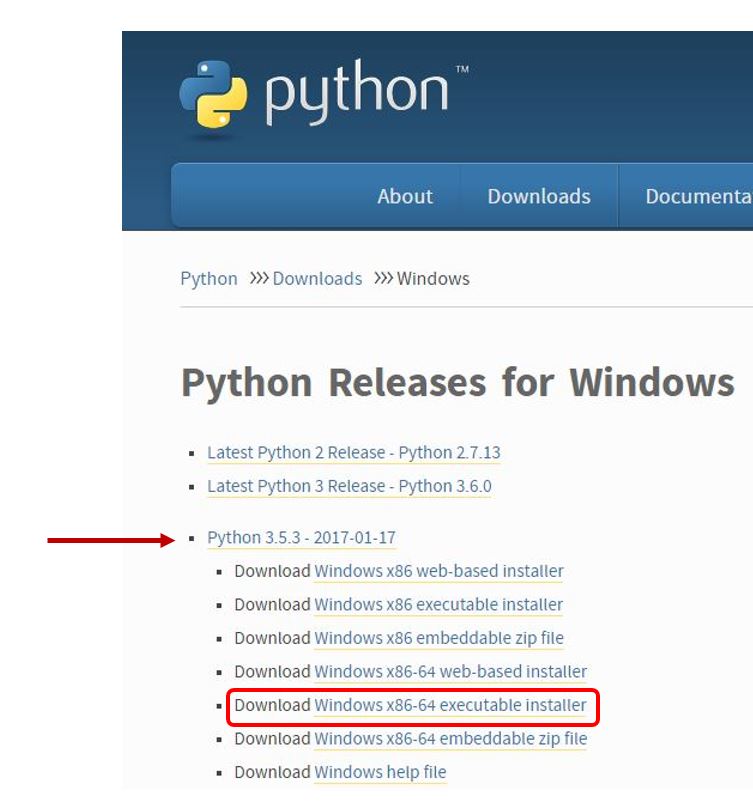 python™
About Downloads
Python >>> Downloads >>> Windows
Python Releases for Windows
Latest Python 2 Release - Python 2.7.13
Latest Python 3 Release - Python 3.6.0
Python 3.5.3 - 2017-01-17
Download Windows x86 web-based installer
Download Windows x86 executable installer
Download Windows x86 embeddable zip file
Download Windows x86-64 web-based installer
Download Windows x86-64 executable installer
Download Windows x86-64 embeddable zip file
Download Windows help file